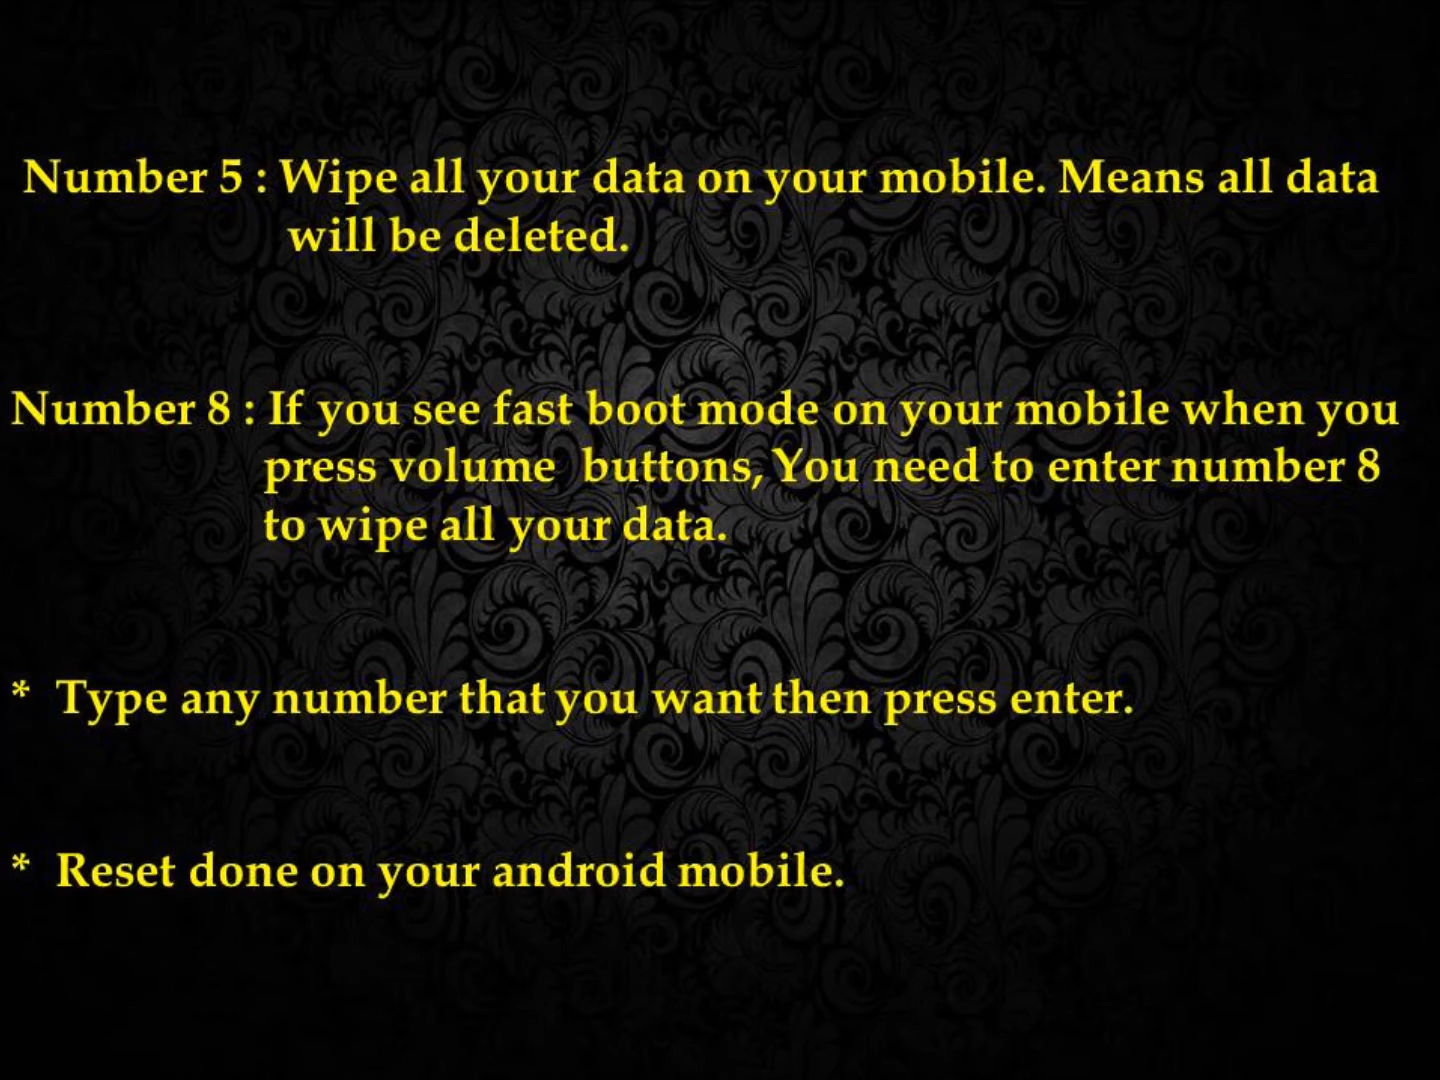 Number 5 : Wipe all your data on your mobile. Means all data
will be deleted.
Number 8 : If you see fast boot mode on your mobile when you
press volume buttons, You need to enter number 8
to wipe all your data.
* Type any number that you want then press enter.
* Reset done on your android mobile.